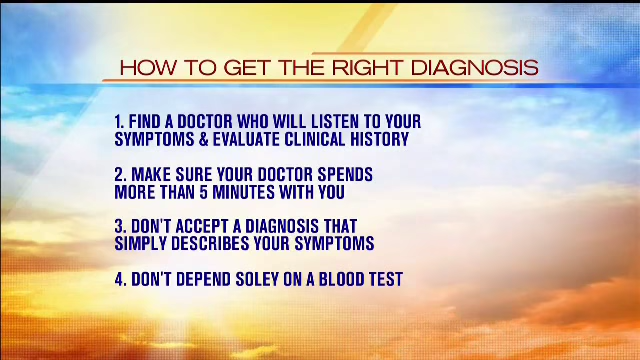 HOW TO GET THE RIGHT DIAGNOSIS
1. FIND A DOCTOR WHO WILL LISTEN TO YOUR
SYMPTOMS & EVALUATE CLINICAL HISTORY
2. MAKE SURE YOUR DOCTOR SPENDS
MORE THAN 5 MINUTES WITH YOU
3. DON'T ACCEPT A DIAGNOSIS THAT
SIMPLY DESCRIBES YOUR SYMPTOMS
4. DON'T DEPEND SOLEY ON A BLOOD TEST